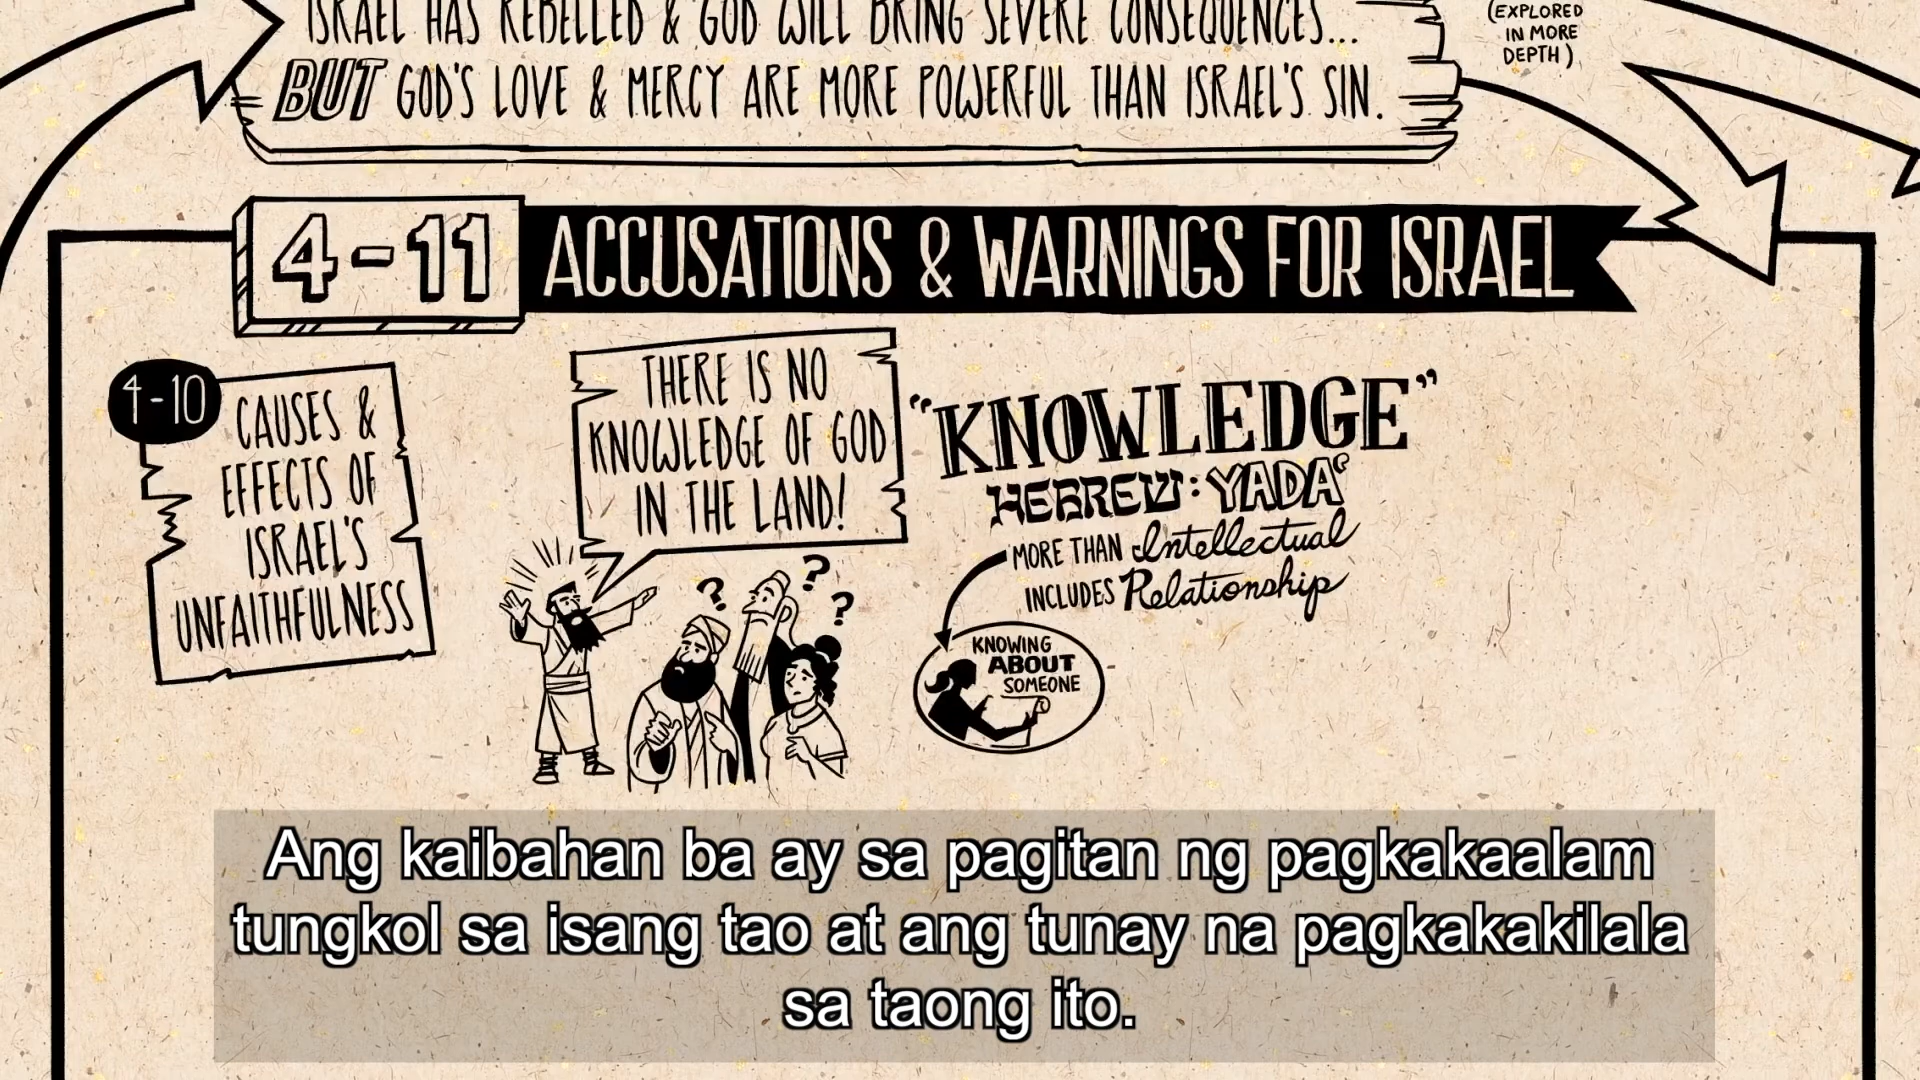 ISRAEL HAS REBELLED & GOD WILL BRING SEVERE CONSEQUENCES...
BUT GOD'S LOVE & MERCY ARE MORE POWERFUL THAN ISRAEL'S SIN.
(EXPLORED
IN MORE
DEPTH)
4-11 ACCUSATIONS & WARNINGS FOR ISRAEL
4-10
CAUSES &
EFFECTS OF
ISRAEL'S
UNFAITHFULNESS
THERE IS NO
KNOWLEDGE OF GOD
IN THE LAND!
? ? ?
"KNOWLEDGE"
HEBREW: YADA‘
MORE THAN Intellectual
INCLUDES Relationship
KNOWING
ABOUT
SOMEONE
Ang kaibahan ba ay sa pagitan ng pagkakaalam
tungkol sa isang tao at ang tunay na pagkakakilala
sa taong ito.